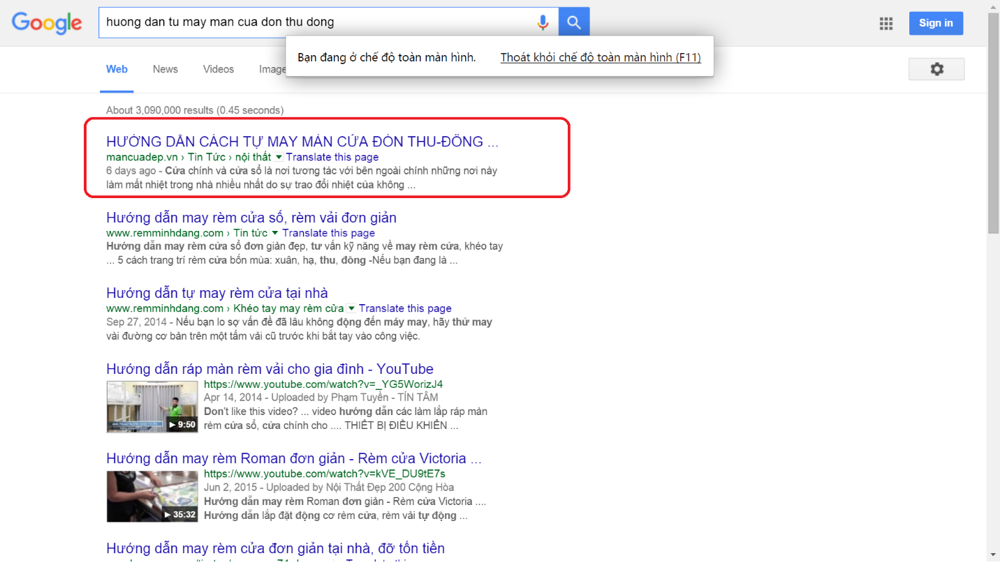 Google
huong dan tu may man cua don thu dong
Sign in
Bạn đang ở chế độ toàn màn hình. Thoát khỏi chế độ toàn màn hình (F11)
Web News Videos Image
About 3,090,000 results (0.45 seconds)
HƯỚNG DẪN CÁCH TỰ MAY MÀN CỬA ĐÓN THU-ĐÔNG ...
mancuadep.vn › Tin Tức › nội thất Translate this page
6 days ago - Cửa chính và cửa sổ là nơi tương tác với bên ngoài chính những nơi này
làm mất nhiệt trong nhà nhiều nhất do sự trao đổi nhiệt của không ...
Hướng dẫn may rèm cửa số, rèm vải đơn giản
www.remminhdang.com › Tin tức Translate this page
Hướng dẫn may rèm cửa sổ đơn giản đẹp, tư vấn kỹ năng về may rèm cửa, khéo tay
... 5 cách trang trí rèm cửa bốn mùa: xuân, hạ, thu, đông -Nếu bạn đang là ...
Hướng dẫn tự may rèm cửa tại nhà
www.remminhdang.com › Khéo tay may rèm cửa Translate this page
Sep 27, 2014 - Nếu bạn lo sợ vấn đề đã lâu không động đến máy may, hãy thử may
vài đường cơ bản trên một tấm vải cũ trước khi bắt tay vào công việc.
Hướng dẫn ráp màn rèm vải cho gia đình - YouTube
https://www.youtube.com/watch?v=_YG5WorizJ4
Apr 14, 2014 - Uploaded by Phạm Tuyền - TÍN TÂM
Don't like this video? ... video hướng dẫn các làm lắp ráp màn
9:50
rèm cửa sổ, cửa chính cho .... THIẾT BỊ ĐIỀU KHIỂN ...
Hướng dẫn may rèm Roman đơn giản - Rèm cửa Victoria ...
https://www.youtube.com/watch?v=kVE_DU9tE7s
Jun 2, 2015 - Uploaded by Nội Thất Đẹp 200 Cộng Hòa
Hướng dẫn may rèm Roman đơn giản - Rèm cửa Victoria ....
35:32
Hướng dẫn lắp đặt động cơ rèm cửa, rèm vải tự động ...
Hướng dẫn may rèm cửa đơn giản tại nhà, đỡ tốn tiền